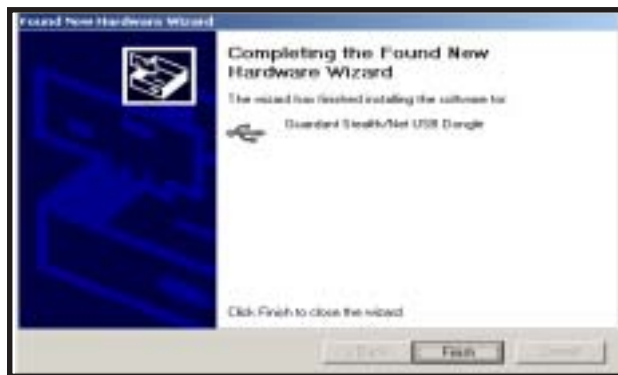 Found New Hardware Wizard
Completing the Found New
Hardware Wizard
The wizard has finished installing the software for:
Guardant Stealth/Net USB Dongle
Click Finish to close the wizard.
< Back
Finish
Cancel